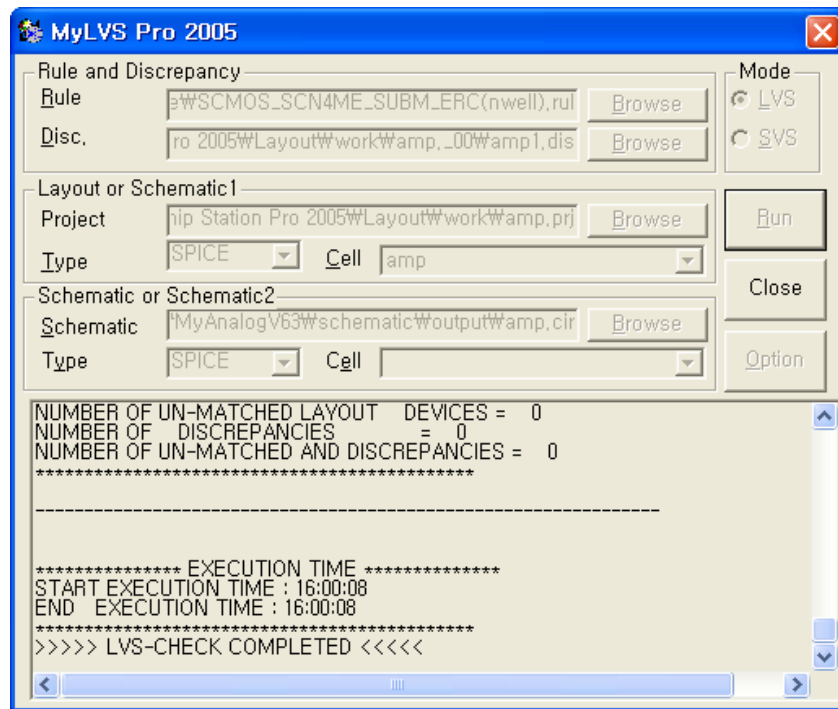 MyLVS Pro 2005
Rule and Discrepancy
Mode
Rule
e₩SCMOS_SCN4ME_SUBM_ERC(nwell),rul
Browse
LVS
Disc,
ro 2005₩Layout₩work₩amp,_00₩amp1,dis
Browse
SVS
Layout or Schematic1
Project
hip Station Pro 2005₩Layout₩work₩amp,prj
Browse
Run
Type
SPICE
Cell
amp
Schematic or Schematic2
Close
Schematic
MyAnalogV63₩schematic₩output₩amp,cir
Browse
Type
SPICE
Cell
Option
NUMBER OF UN-MATCHED LAYOUT DEVICES = 0
NUMBER OF DISCREPANCIES = 0
NUMBER OF UN-MATCHED AND DISCREPANCIES = 0
*********************************************
----------------------------------------------------------------
*************** EXECUTION TIME **************
START EXECUTION TIME : 16:00:08
END EXECUTION TIME : 16:00:08
*********************************************
>>>>> LVS-CHECK COMPLETED <<<<<